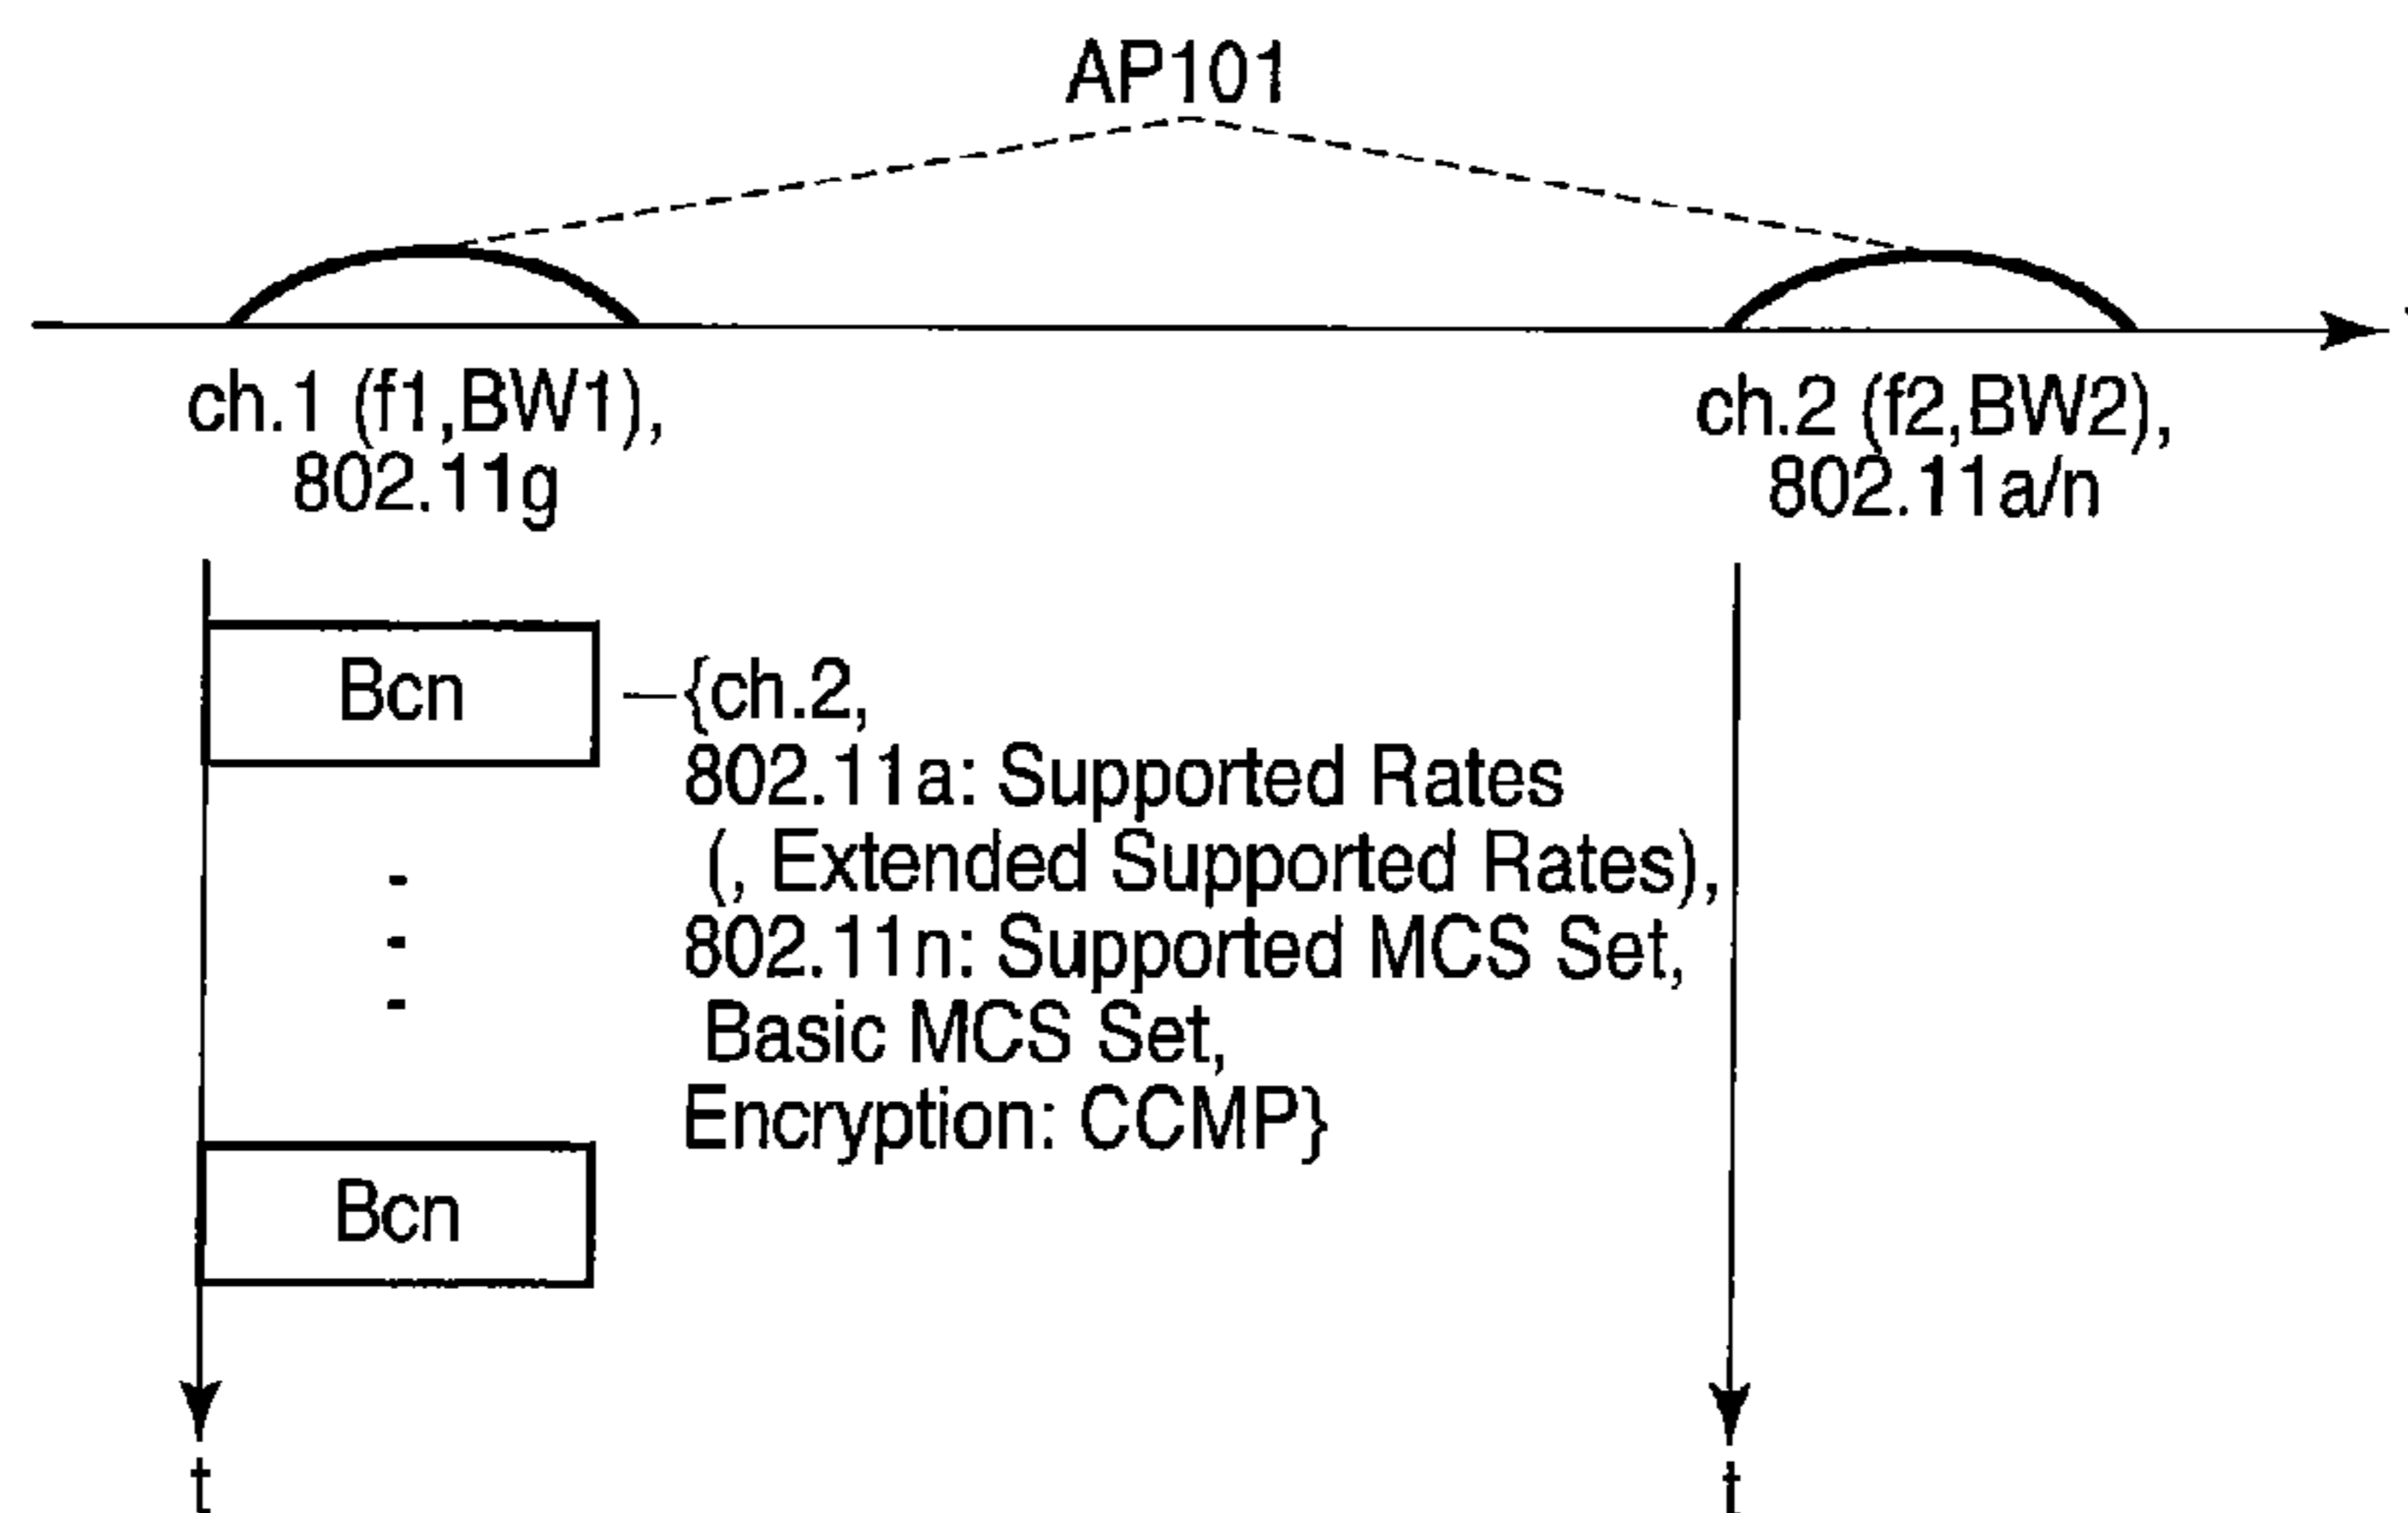 AP101
ch.1 (f1,BW1),
802.11g
ch.2 (f2,BW2),
802.11a/n
Bcn
{ch.2,
802.11a: Supported Rates
(, Extended Supported Rates),
802.11n: Supported MCS Set,
Basic MCS Set,
Encryption: CCMP}
Bcn
t
t